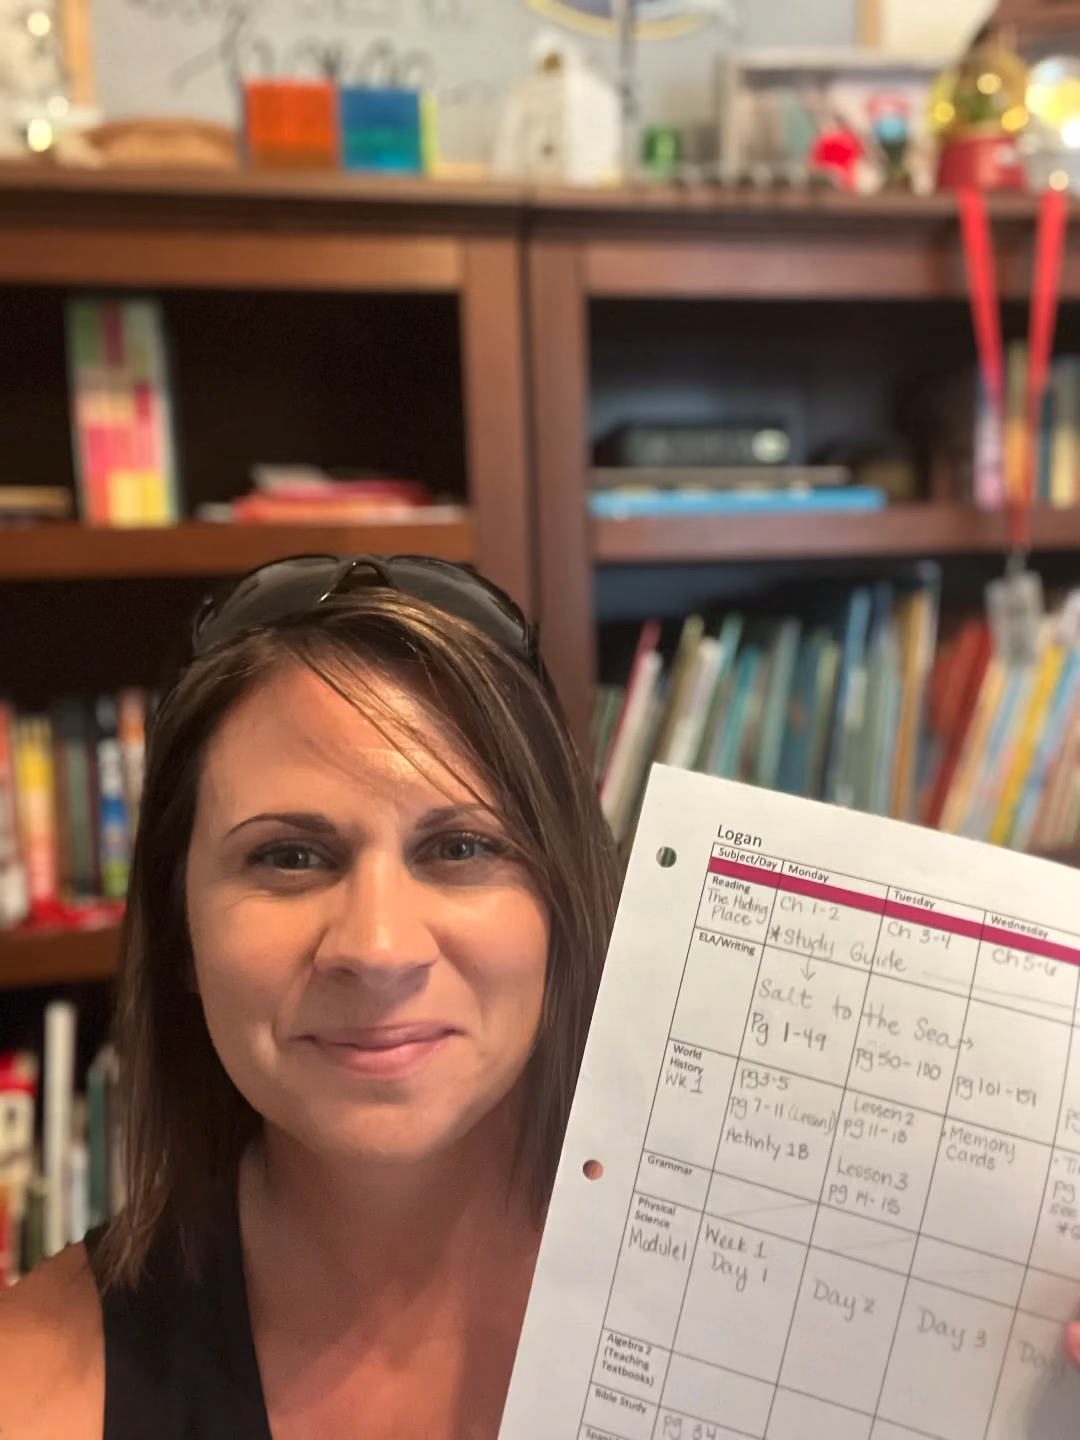 Logan
Subject/Day Monday Tuesday Wednesday
Reading
The Hiding
Place
Ch 1-2
Ch 3-4
Ch 5-6
*Study Guide
ELA/Writing
Salt to the Sea
Pg 1-49
pg 50-100
pg 101-151
World
History
Wk 1
pg 3-5
pg 7-11 (Lesson)
Activity 1B
Lesson 2
pg 11-13
Lesson 3
pg 14-15
Memory
Cards
pg
see
Grammar
Physical
Science
Module 1
Week 1
Day 1
Day 2
Day 3
Algebra 2
(Teaching
Textbooks)
Bible Study
pg 34